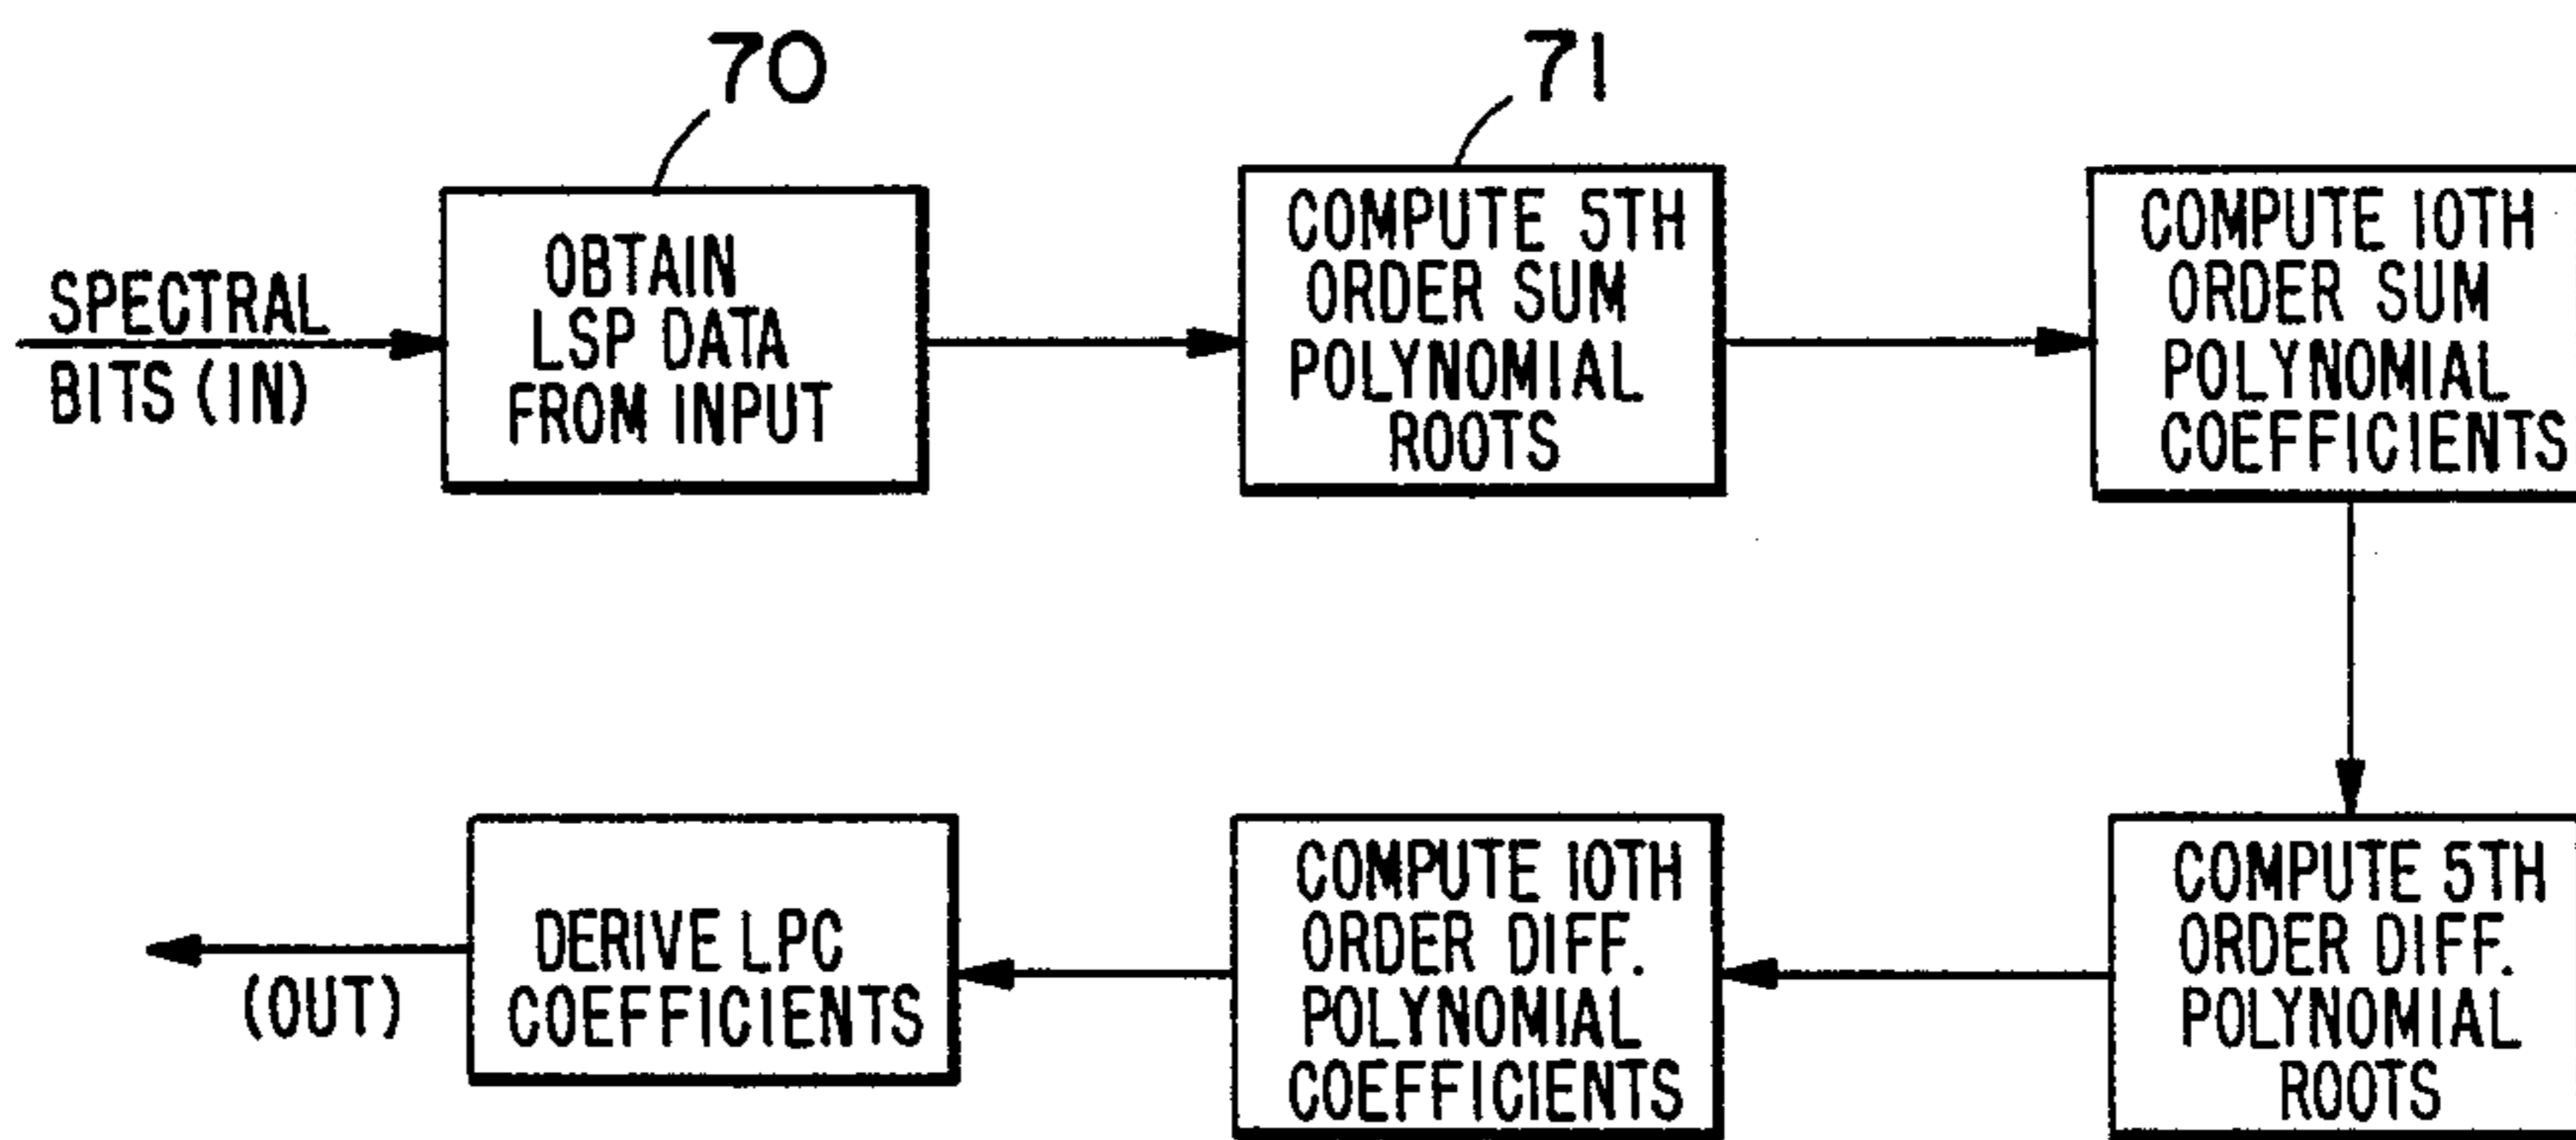 70
71
SPECTRAL
BITS (IN)
OBTAIN
LSP DATA
FROM INPUT
COMPUTE 5TH
ORDER SUM
POLYNOMIAL
ROOTS
COMPUTE 10TH
ORDER SUM
POLYNOMIAL
COEFFICIENTS
COMPUTE 5TH
ORDER DIFF.
POLYNOMIAL
ROOTS
COMPUTE 10TH
ORDER DIFF.
POLYNOMIAL
COEFFICIENTS
DERIVE LPC
COEFFICIENTS
(OUT)